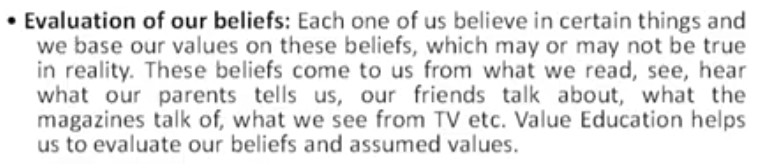 • Evaluation of our beliefs: Each one of us believe in certain things and
we base our values on these beliefs, which may or may not be true
in reality. These beliefs come to us from what we read, see, hear
what our parents tells us, our friends talk about, what the
magazines talk of, what we see from TV etc. Value Education helps
us to evaluate our beliefs and assumed values.